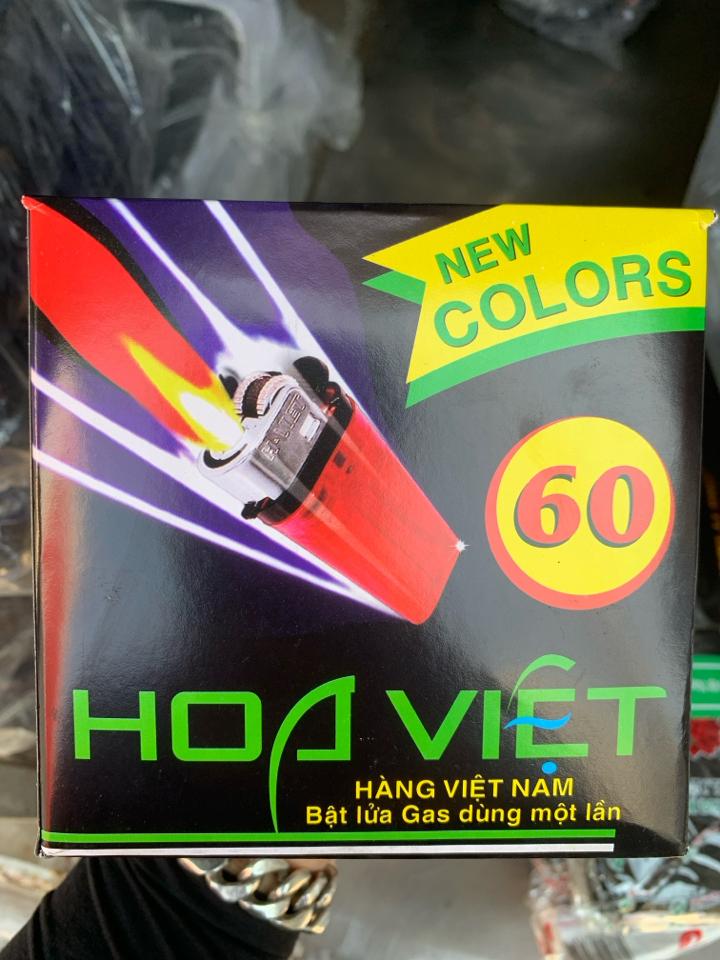 NEW
COLORS
60
HOA VIỆT
HÀNG VIỆT NAM
Bật lửa Gas dùng một lần